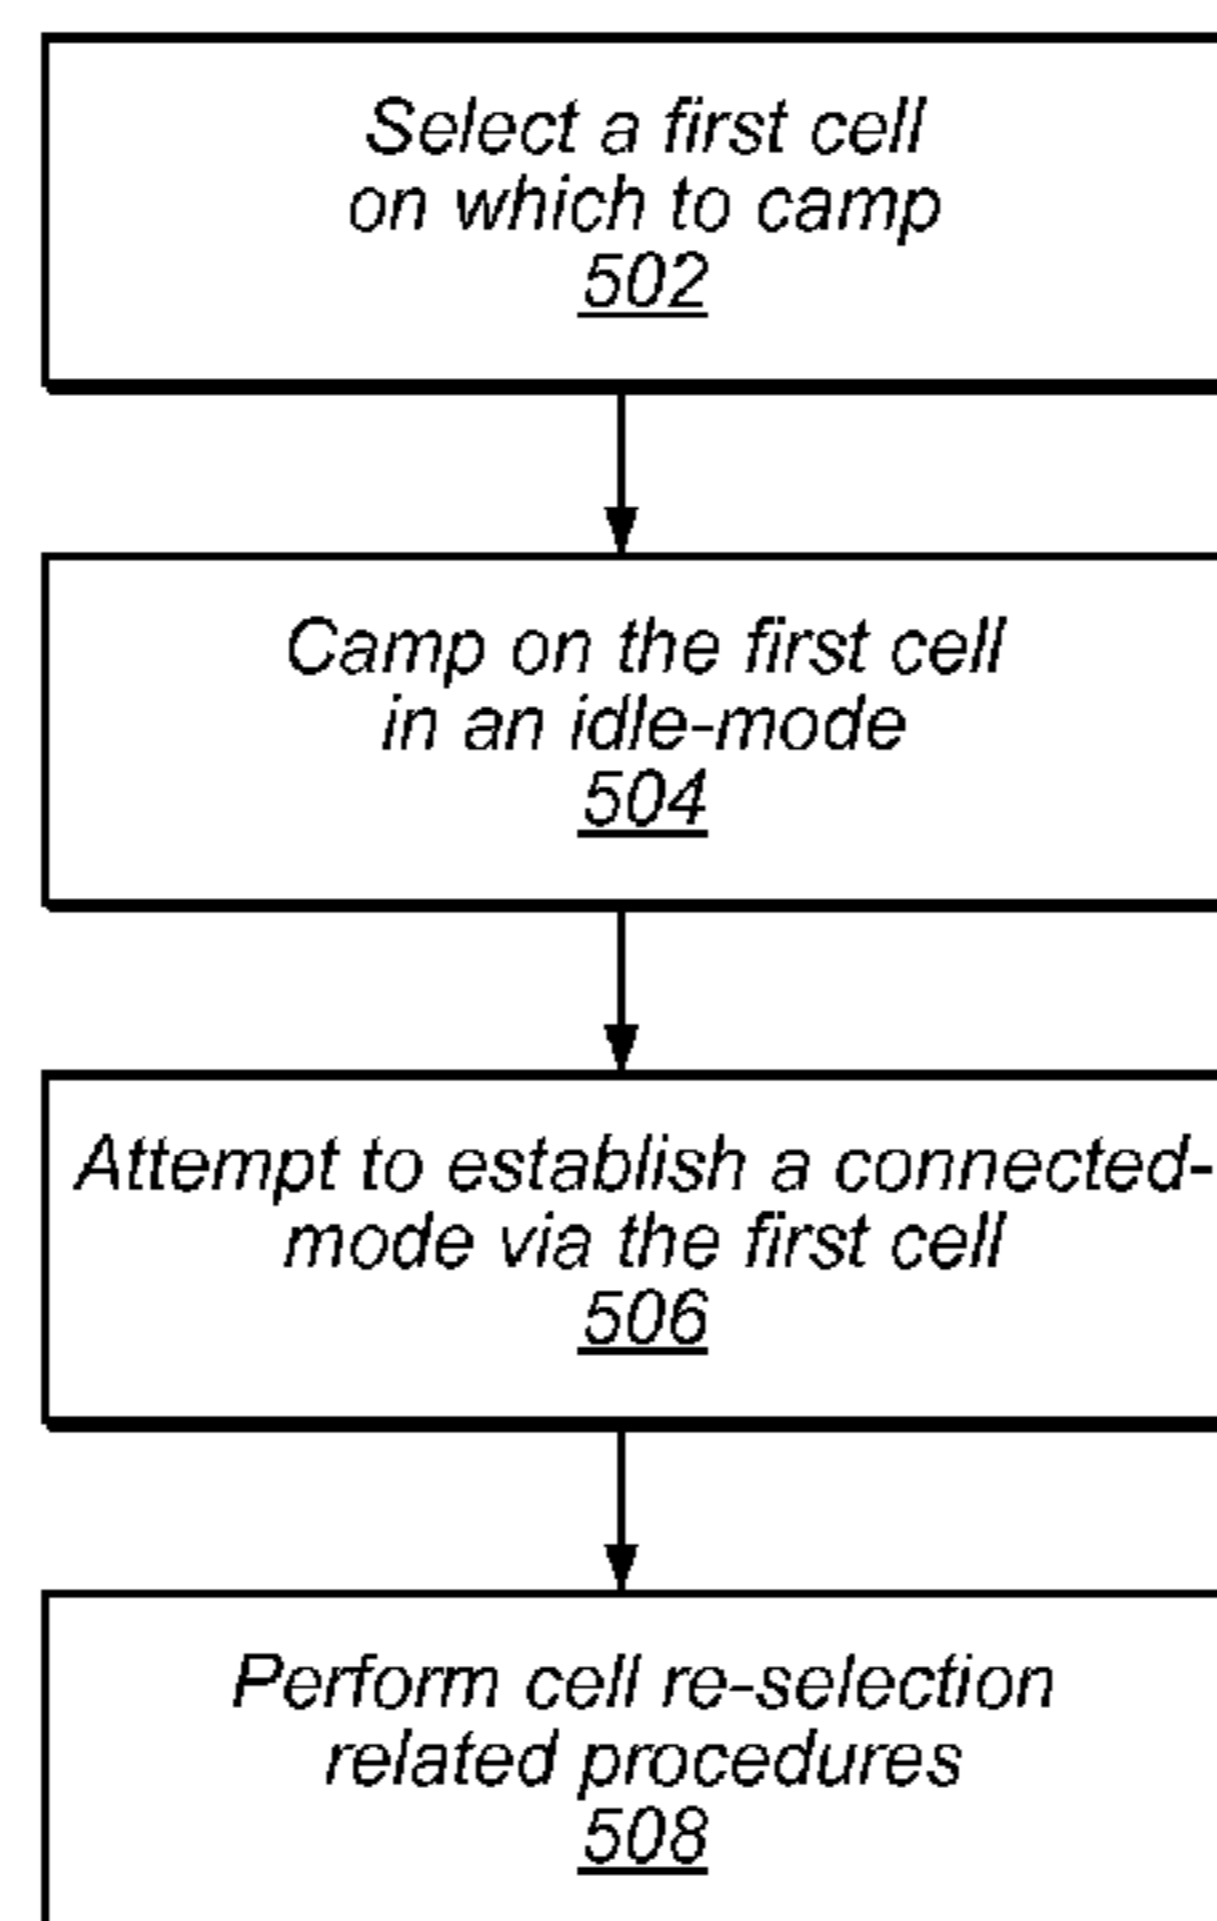 Select a first cell
on which to camp
502
Camp on the first cell
in an idle-mode
504
Attempt to establish a connected-
mode via the first cell
506
Perform cell re-selection
related procedures
508